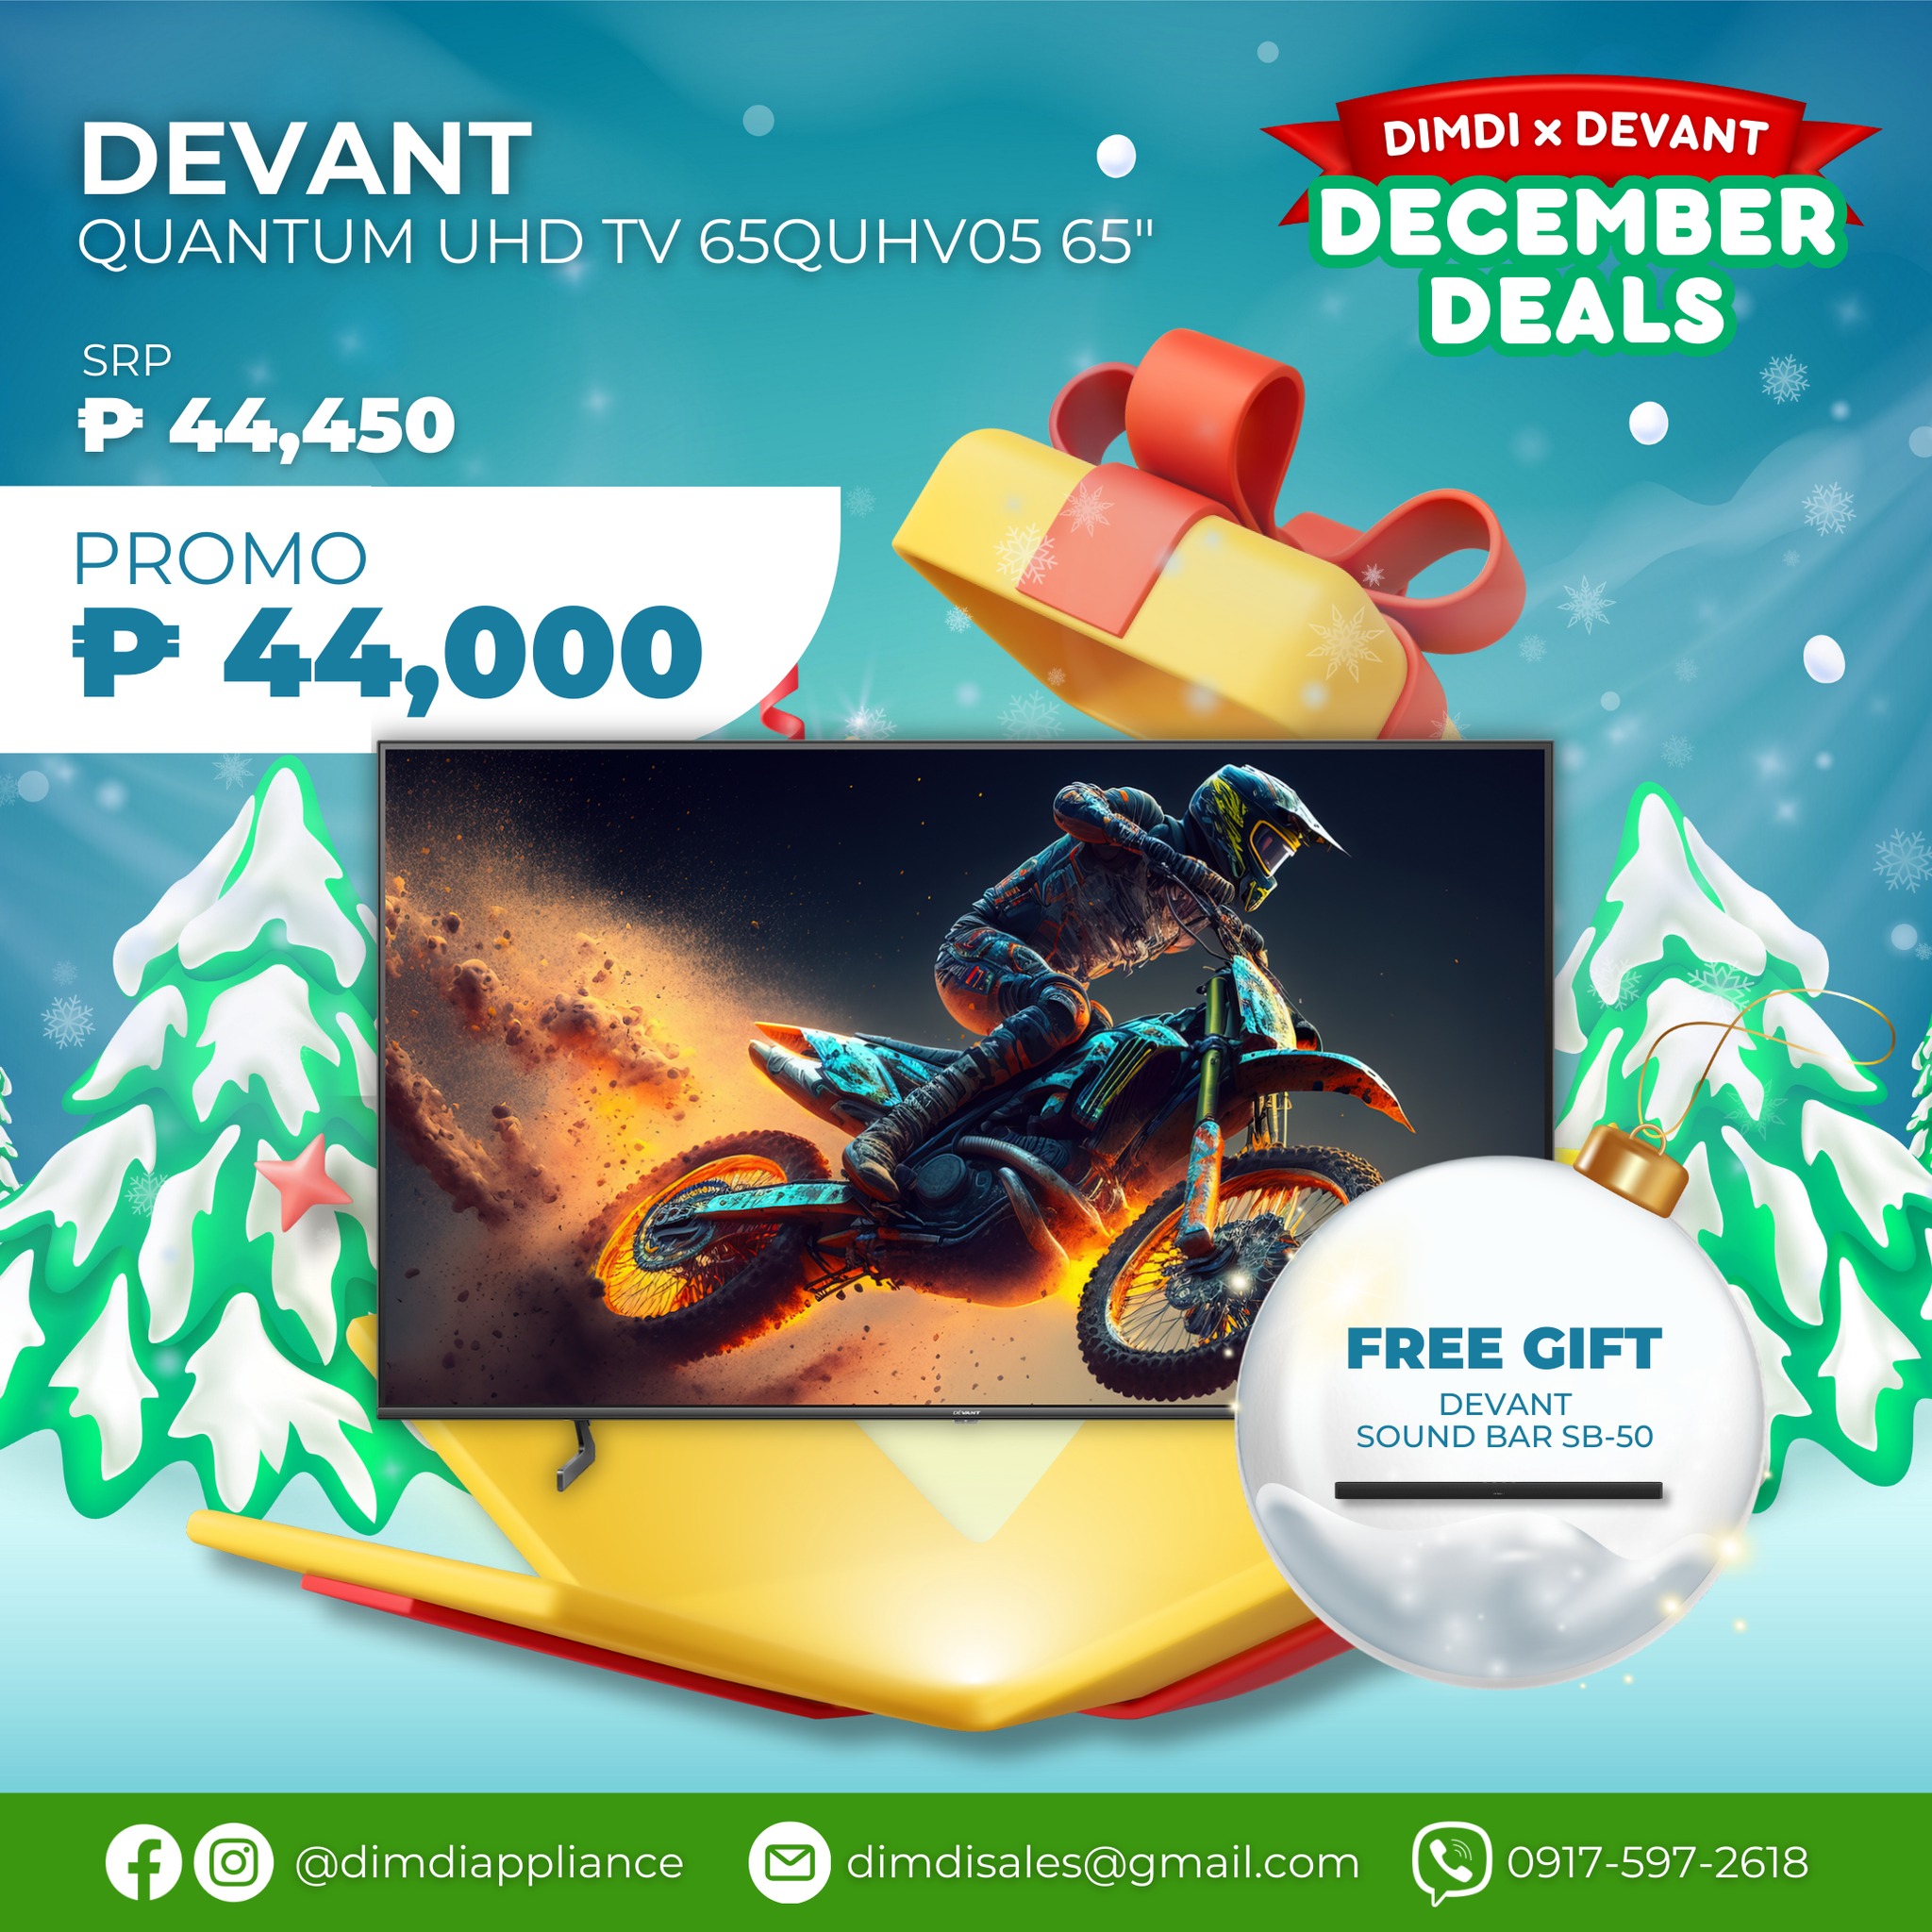 DEVANT
QUANTUM UHD TV 65QUHV05 65"
DIMDI x DEVANT
DECEMBER
DEALS
SRP
₱ 44,450
PROMO
₱ 44,000
DEVANT
FREE GIFT
DEVANT
SOUND BAR SB-50
@dimdiappliance
dimdisales@gmail.com
0917-597-2618